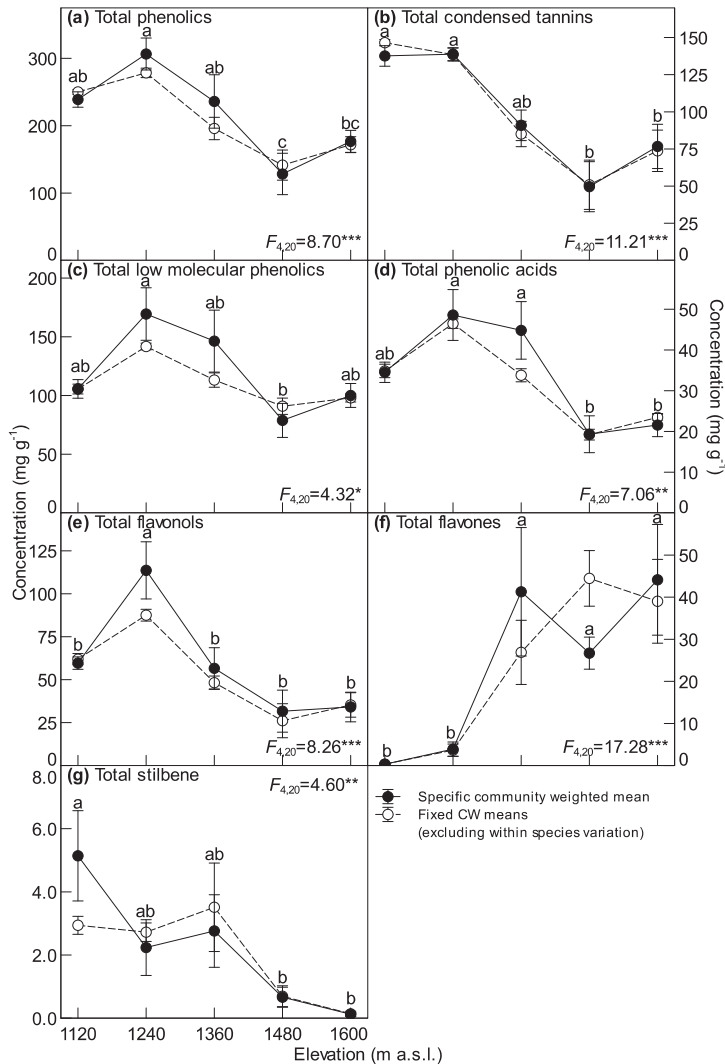 (a) Total phenolics
300
200
100
0
ab
a
ab
c
bc
F4,20=8.70***
(b) Total condensed tannins
150
125
100
75
50
25
0
a
a
ab
b
b
F4,20=11.21***
(c) Total low molecular phenolics
200
150
100
50
0
ab
a
ab
b
ab
F4,20=4.32*
(d) Total phenolic acids
50
40
30
20
10
0
ab
a
a
b
b
F4,20=7.06**
Concentration (mg g-1)
Concentration (mg g-1)
(e) Total flavonols
125
100
75
50
25
0
b
a
b
b
b
F4,20=8.26***
(f) Total flavones
50
40
30
20
10
0
b
b
a
a
a
F4,20=17.28***
(g) Total stilbene
F4,20=4.60**
8.0
6.0
4.0
2.0
0.0
a
ab
ab
b
b
1120 1240 1360 1480 1600
Elevation (m a.s.l.)
Specific community weighted mean
Fixed CW means
(excluding within species variation)